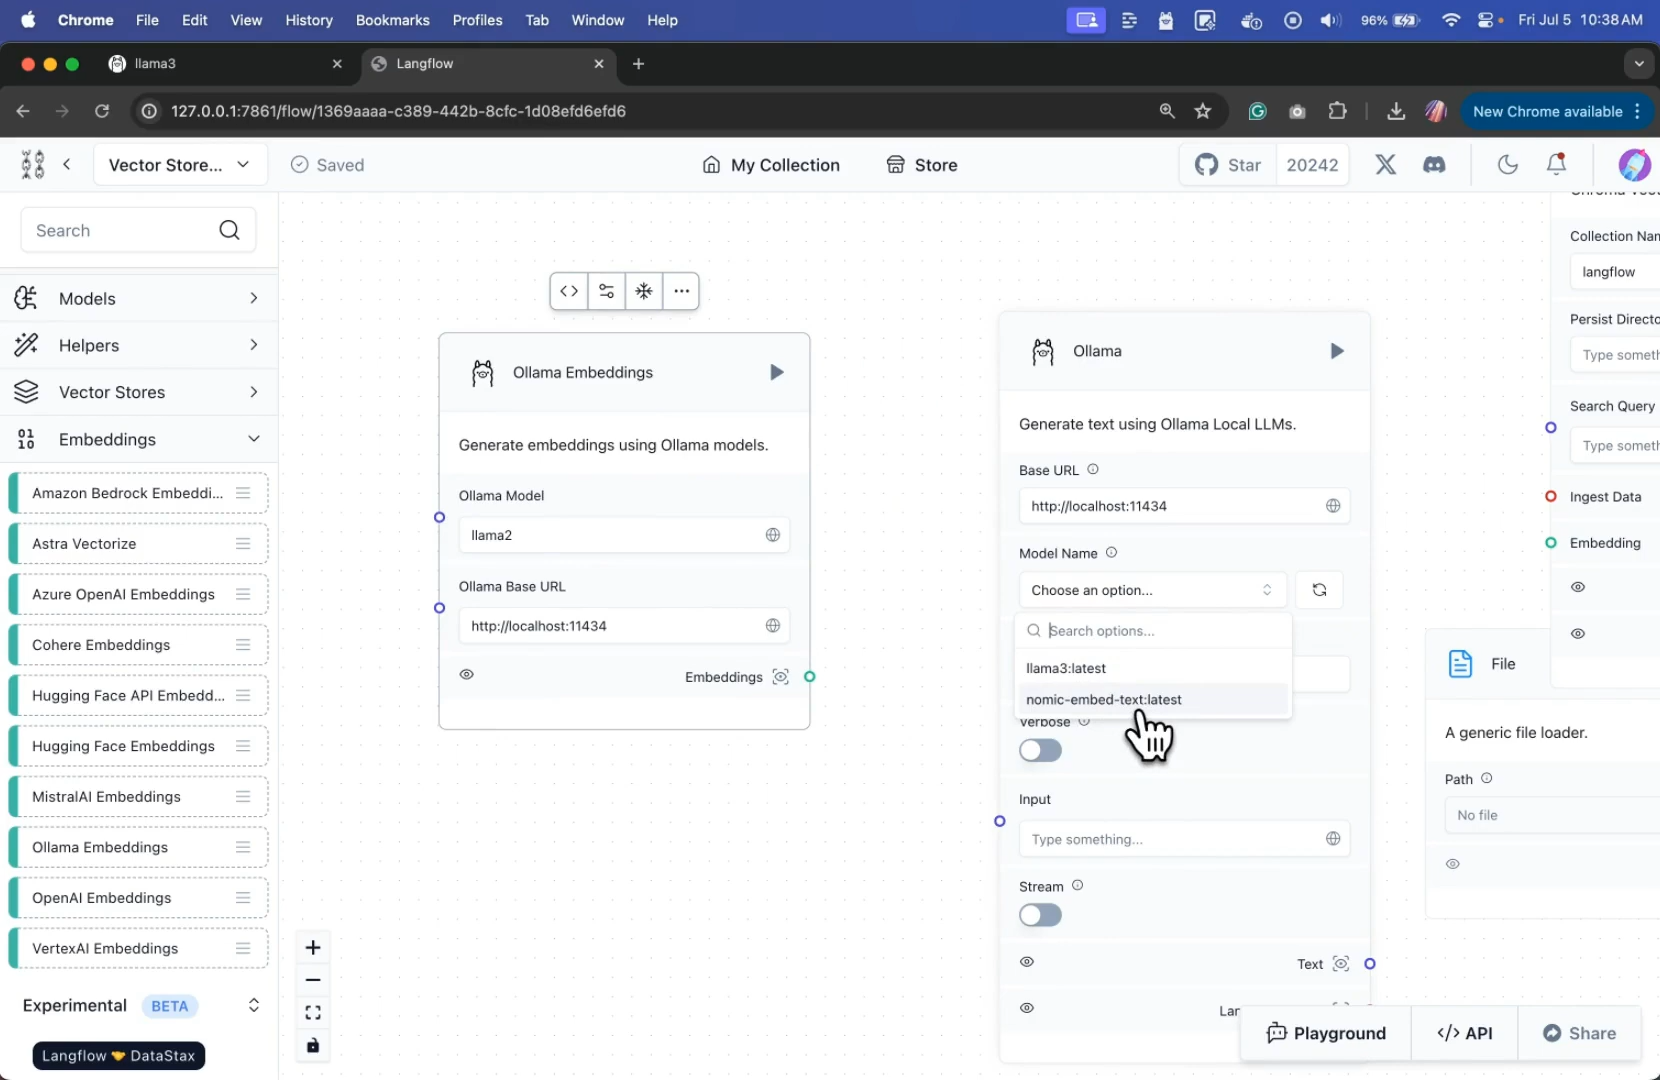 Chrome File Edit View History Bookmarks Profiles Tab Window Help 96% Fri Jul 5 10:38 AM
llama3 Langflow
127.0.0.1:7861/flow/1369aaaa-c389-442b-8cfc-1d08efd6efd6 New Chrome available
Vector Store... Saved My Collection Store Star 20242
Search
Models
Helpers
Vector Stores
Embeddings
Amazon Bedrock Embeddi...
Astra Vectorize
Azure OpenAI Embeddings
Cohere Embeddings
Hugging Face API Embedd...
Hugging Face Embeddings
MistralAI Embeddings
Ollama Embeddings
OpenAI Embeddings
VertexAI Embeddings
Experimental BETA
Langflow 🤝 DataStax
Ollama Embeddings
Generate embeddings using Ollama models.
Ollama Model
llama2
Ollama Base URL
http://localhost:11434
Embeddings
Ollama
Generate text using Ollama Local LLMs.
Base URL
http://localhost:11434
Model Name
Choose an option...
Search options...
llama3:latest
nomic-embed-text:latest
Verbose
Input
Type something...
Stream
Text
Lan
Collection Nam
langflow
Persist Directo
Type someth
Search Query
Type someth
Ingest Data
Embedding
File
A generic file loader.
Path
No file
Playground
API
Share